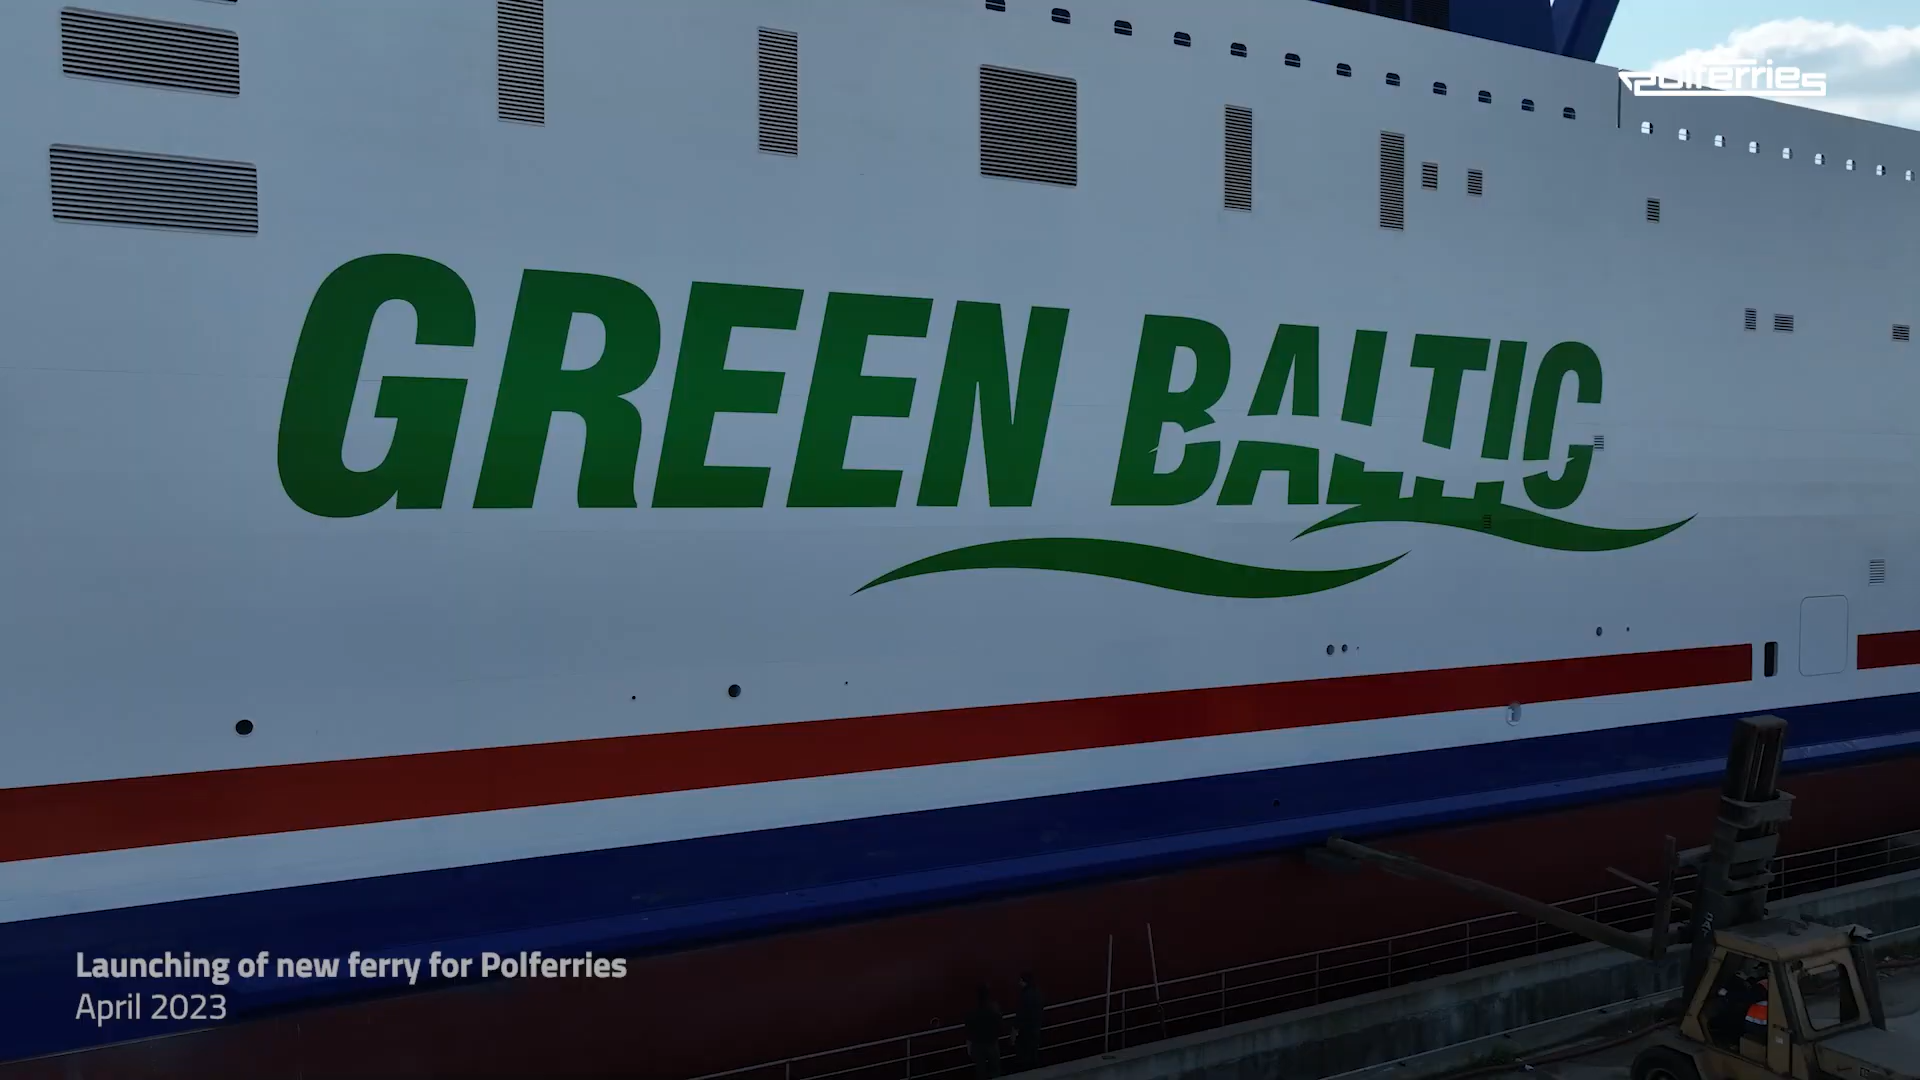 polferries
GREEN BALTIC
Launching of new ferry for Polferries
April 2023